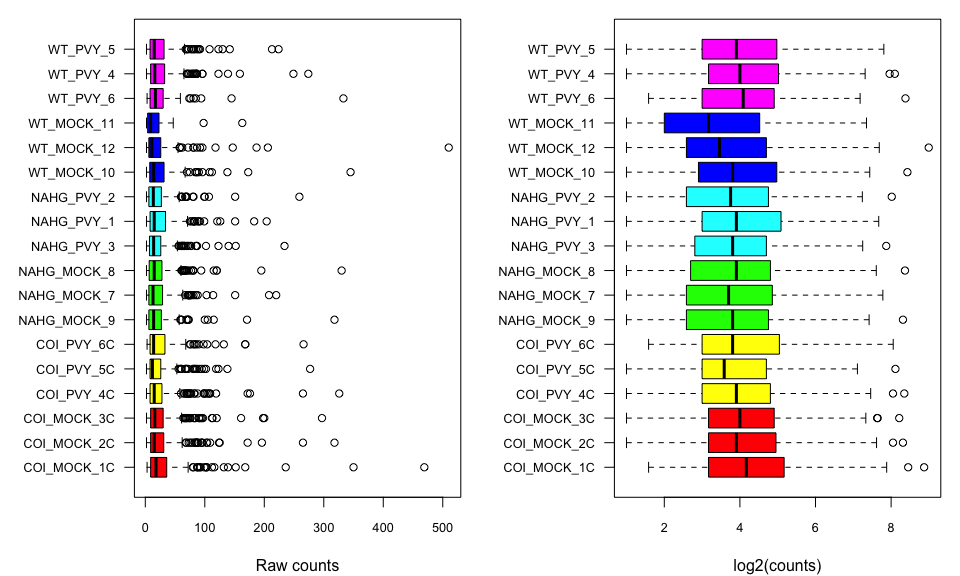 WT_PVY_5
WT_PVY_4
WT_PVY_6
WT_MOCK_11
WT_MOCK_12
WT_MOCK_10
NAHG_PVY_2
NAHG_PVY_1
NAHG_PVY_3
NAHG_MOCK_8
NAHG_MOCK_7
NAHG_MOCK_9
COI_PVY_6C
COI_PVY_5C
COI_PVY_4C
COI_MOCK_3C
COI_MOCK_2C
COI_MOCK_1C
0 100 200 300 400 500
Raw counts
WT_PVY_5
WT_PVY_4
WT_PVY_6
WT_MOCK_11
WT_MOCK_12
WT_MOCK_10
NAHG_PVY_2
NAHG_PVY_1
NAHG_PVY_3
NAHG_MOCK_8
NAHG_MOCK_7
NAHG_MOCK_9
COI_PVY_6C
COI_PVY_5C
COI_PVY_4C
COI_MOCK_3C
COI_MOCK_2C
COI_MOCK_1C
2 4 6 8
log2(counts)